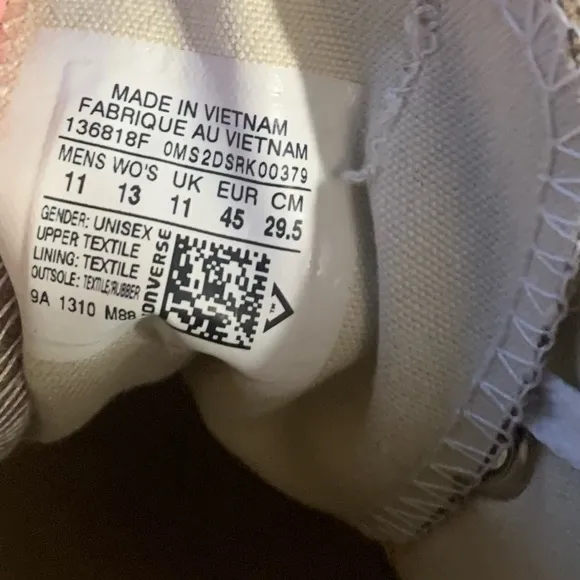 MADE IN VIETNAM
FABRIQUE AU VIETNAM
136818F 0MS2DSRK00379
MENS WO'S UK EUR CM
11 13 11 45 29.5
GENDER: UNISEX
UPPER TEXTILE
LINING: TEXTILE
OUTSOLE: TEXTILE/RUBBER
9A 1310 M88
CONVERSE